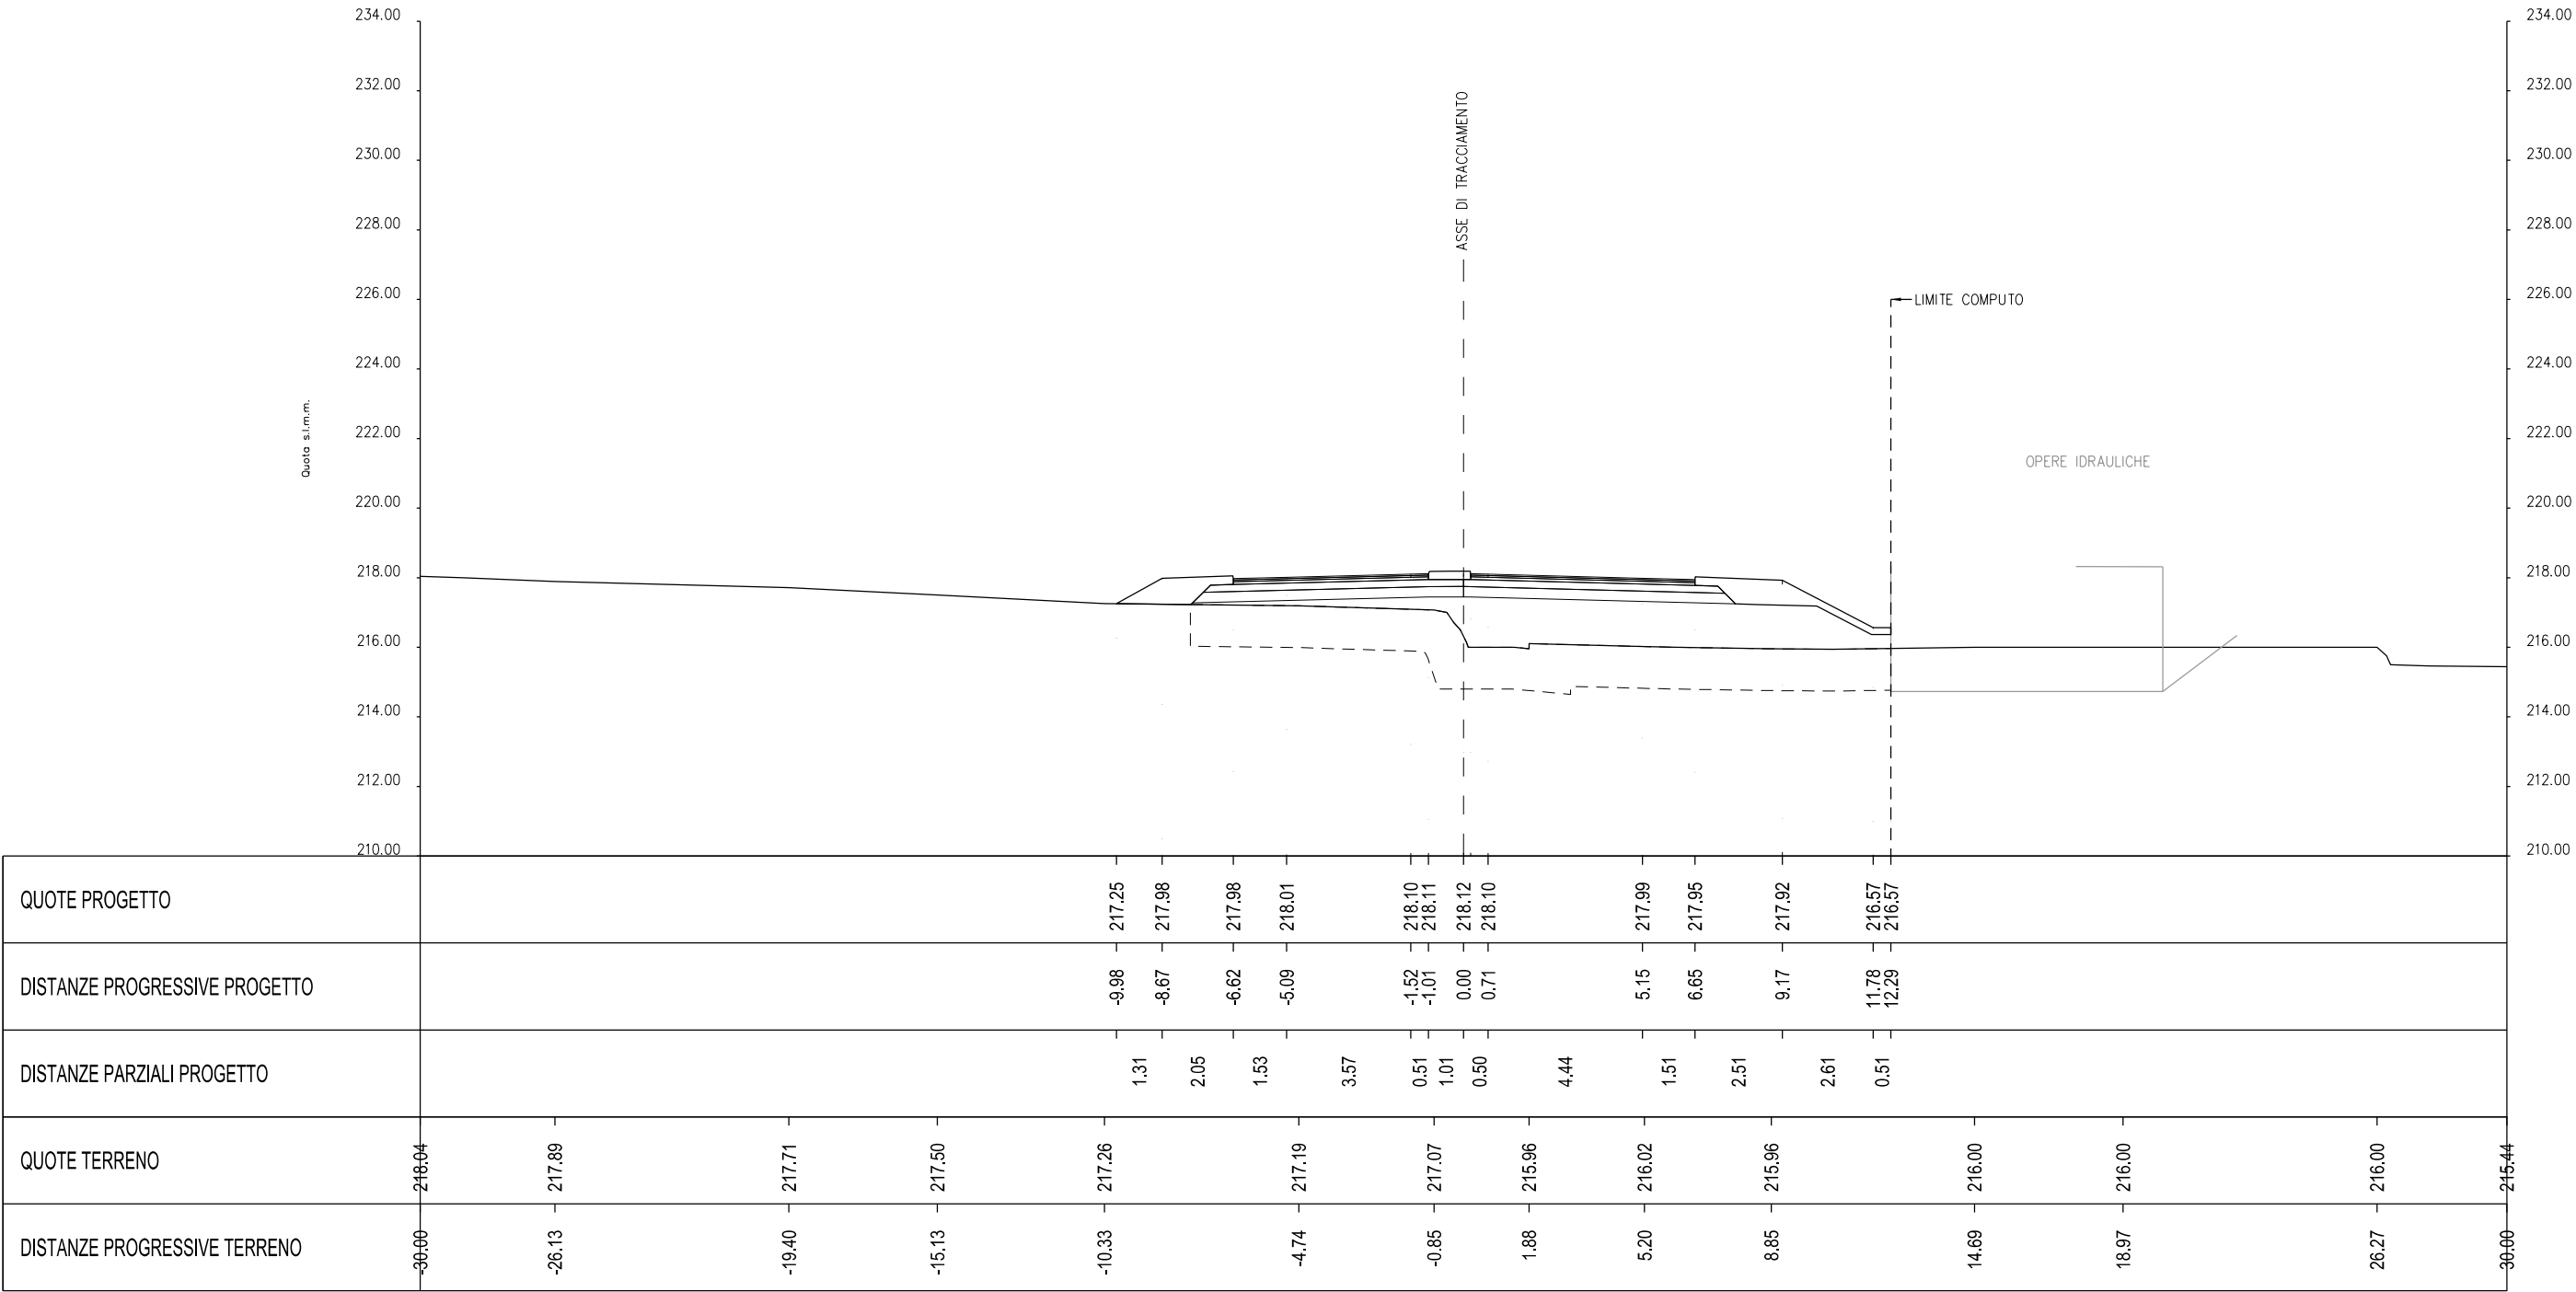 234.00 234.00
232.00 232.00
230.00 230.00
228.00 228.00
226.00 226.00
224.00 224.00
222.00 222.00
220.00 220.00
218.00 218.00
216.00 216.00
214.00 214.00
212.00 212.00
210.00 210.00
Quota s.l.m.m.
ASSE DI TRACCIAMENTO
LIMITE COMPUTO
OPERE IDRAULICHE
QUOTE PROGETTO 217.25 217.98 217.98 218.01 218.10 218.11 218.12 218.10 217.99 217.95 217.92 216.57 216.57
DISTANZE PROGRESSIVE PROGETTO -9.98 -8.67 -6.62 -5.09 -1.52 -1.01 0.00 0.71 5.15 6.65 9.17 11.78 12.29
DISTANZE PARZIALI PROGETTO 1.31 2.05 1.53 3.57 0.51 1.01 0.50 4.44 1.51 2.51 2.61 0.51
QUOTE TERRENO 218.04 217.89 217.71 217.50 217.26 217.19 217.07 215.96 216.02 215.96 216.00 216.00 216.00 215.44
DISTANZE PROGRESSIVE TERRENO -30.00 -26.13 -19.40 -15.13 -10.33 -4.74 -0.85 1.88 5.20 8.85 14.69 18.97 26.27 30.00